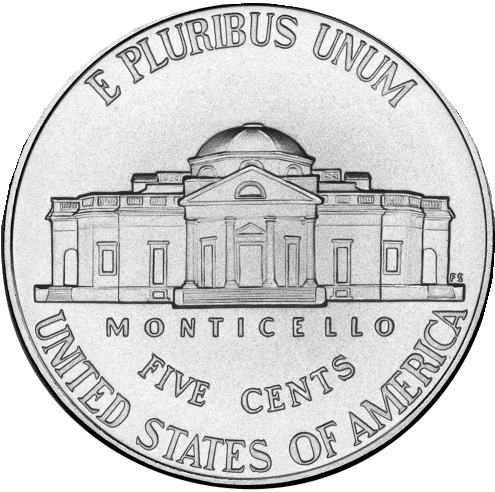 E PLURIBUS UNUM
FS
MONTICELLO
FIVE CENTS
UNITED STATES OF AMERICA